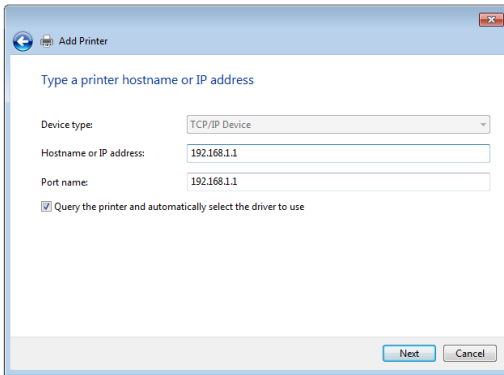 Add Printer
Type a printer hostname or IP address
Device type: TCP/IP Device
Hostname or IP address: 192.168.1.1
Port name: 192.168.1.1
Query the printer and automatically select the driver to use
Next Cancel